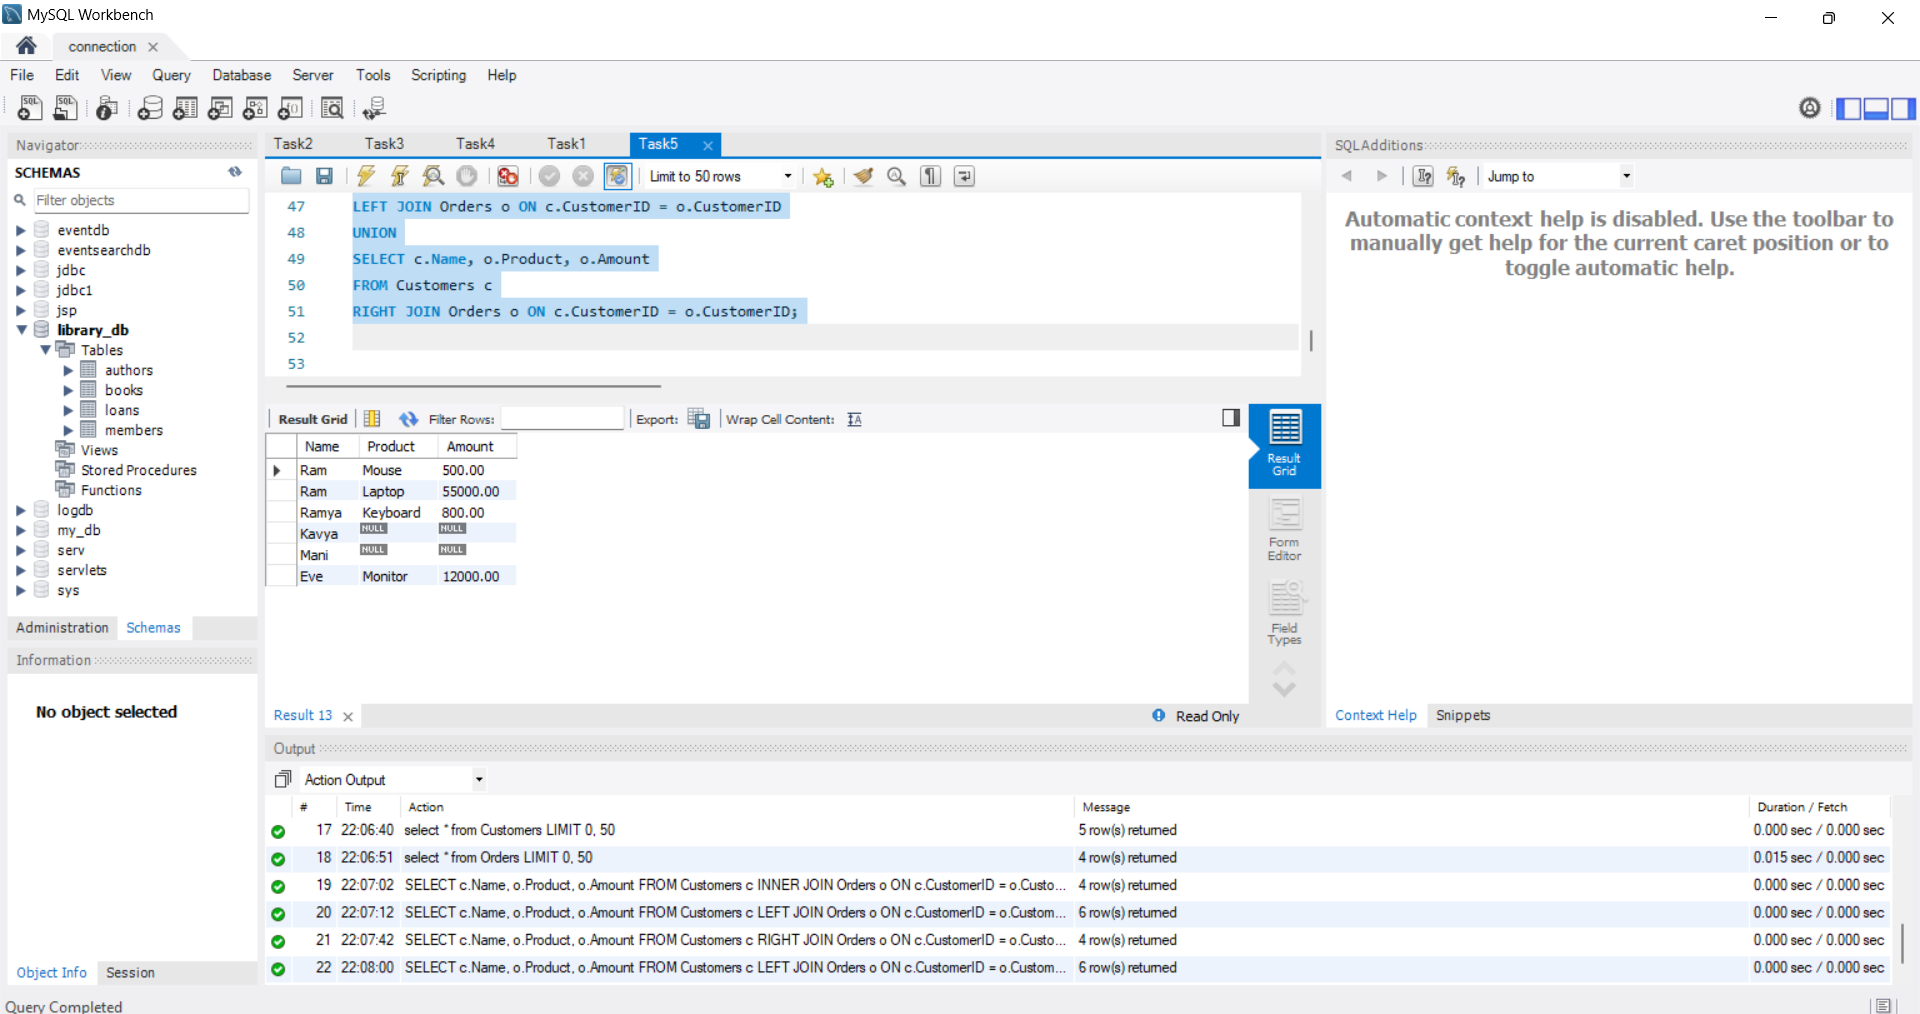 MySQL Workbench
connection
File Edit View Query Database Server Tools Scripting Help
Navigator
SCHEMAS
Filter objects
eventdb
eventsearchdb
jdbc
jdbc1
jsp
library_db
Tables
authors
books
loans
members
Views
Stored Procedures
Functions
logdb
my_db
serv
servlets
sys
Administration Schemas
Information
No object selected
Object Info Session
Query Completed
Task2 Task3 Task4 Task1 Task5
Limit to 50 rows
47 LEFT JOIN Orders o ON c.CustomerID = o.CustomerID
48 UNION
49 SELECT c.Name, o.Product, o.Amount
50 FROM Customers c
51 RIGHT JOIN Orders o ON c.CustomerID = o.CustomerID;
52
53
Result Grid Filter Rows: Export: Wrap Cell Content:
Name Product Amount
Ram Mouse 500.00
Ram Laptop 55000.00
Ramya Keyboard 800.00
Kavya NULL NULL
Mani NULL NULL
Eve Monitor 12000.00
Result Grid
Form Editor
Field Types
Result 13
Read Only
SQLAdditions
Jump to
Automatic context help is disabled. Use the toolbar to
manually get help for the current caret position or to
toggle automatic help.
Context Help Snippets
Output
Action Output
# Time Action Message Duration / Fetch
17 22:06:40 select * from Customers LIMIT 0, 50 5 row(s) returned 0.000 sec / 0.000 sec
18 22:06:51 select * from Orders LIMIT 0, 50 4 row(s) returned 0.015 sec / 0.000 sec
19 22:07:02 SELECT c.Name, o.Product, o.Amount FROM Customers c INNER JOIN Orders o ON c.CustomerID = o.Custo... 4 row(s) returned 0.000 sec / 0.000 sec
20 22:07:12 SELECT c.Name, o.Product, o.Amount FROM Customers c LEFT JOIN Orders o ON c.CustomerID = o.Custom... 6 row(s) returned 0.000 sec / 0.000 sec
21 22:07:42 SELECT c.Name, o.Product, o.Amount FROM Customers c RIGHT JOIN Orders o ON c.CustomerID = o.Custo... 4 row(s) returned 0.000 sec / 0.000 sec
22 22:08:00 SELECT c.Name, o.Product, o.Amount FROM Customers c LEFT JOIN Orders o ON c.CustomerID = o.Custom... 6 row(s) returned 0.000 sec / 0.000 sec